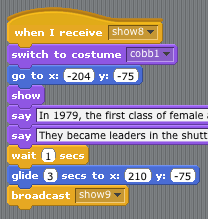 when I receive show8
switch to costume cobb1
go to x: -204 y: -75
show
say In 1979, the first class of female
say They became leaders in the shutt
wait 1 secs
glide 3 secs to x: 210 y: -75
broadcast show9